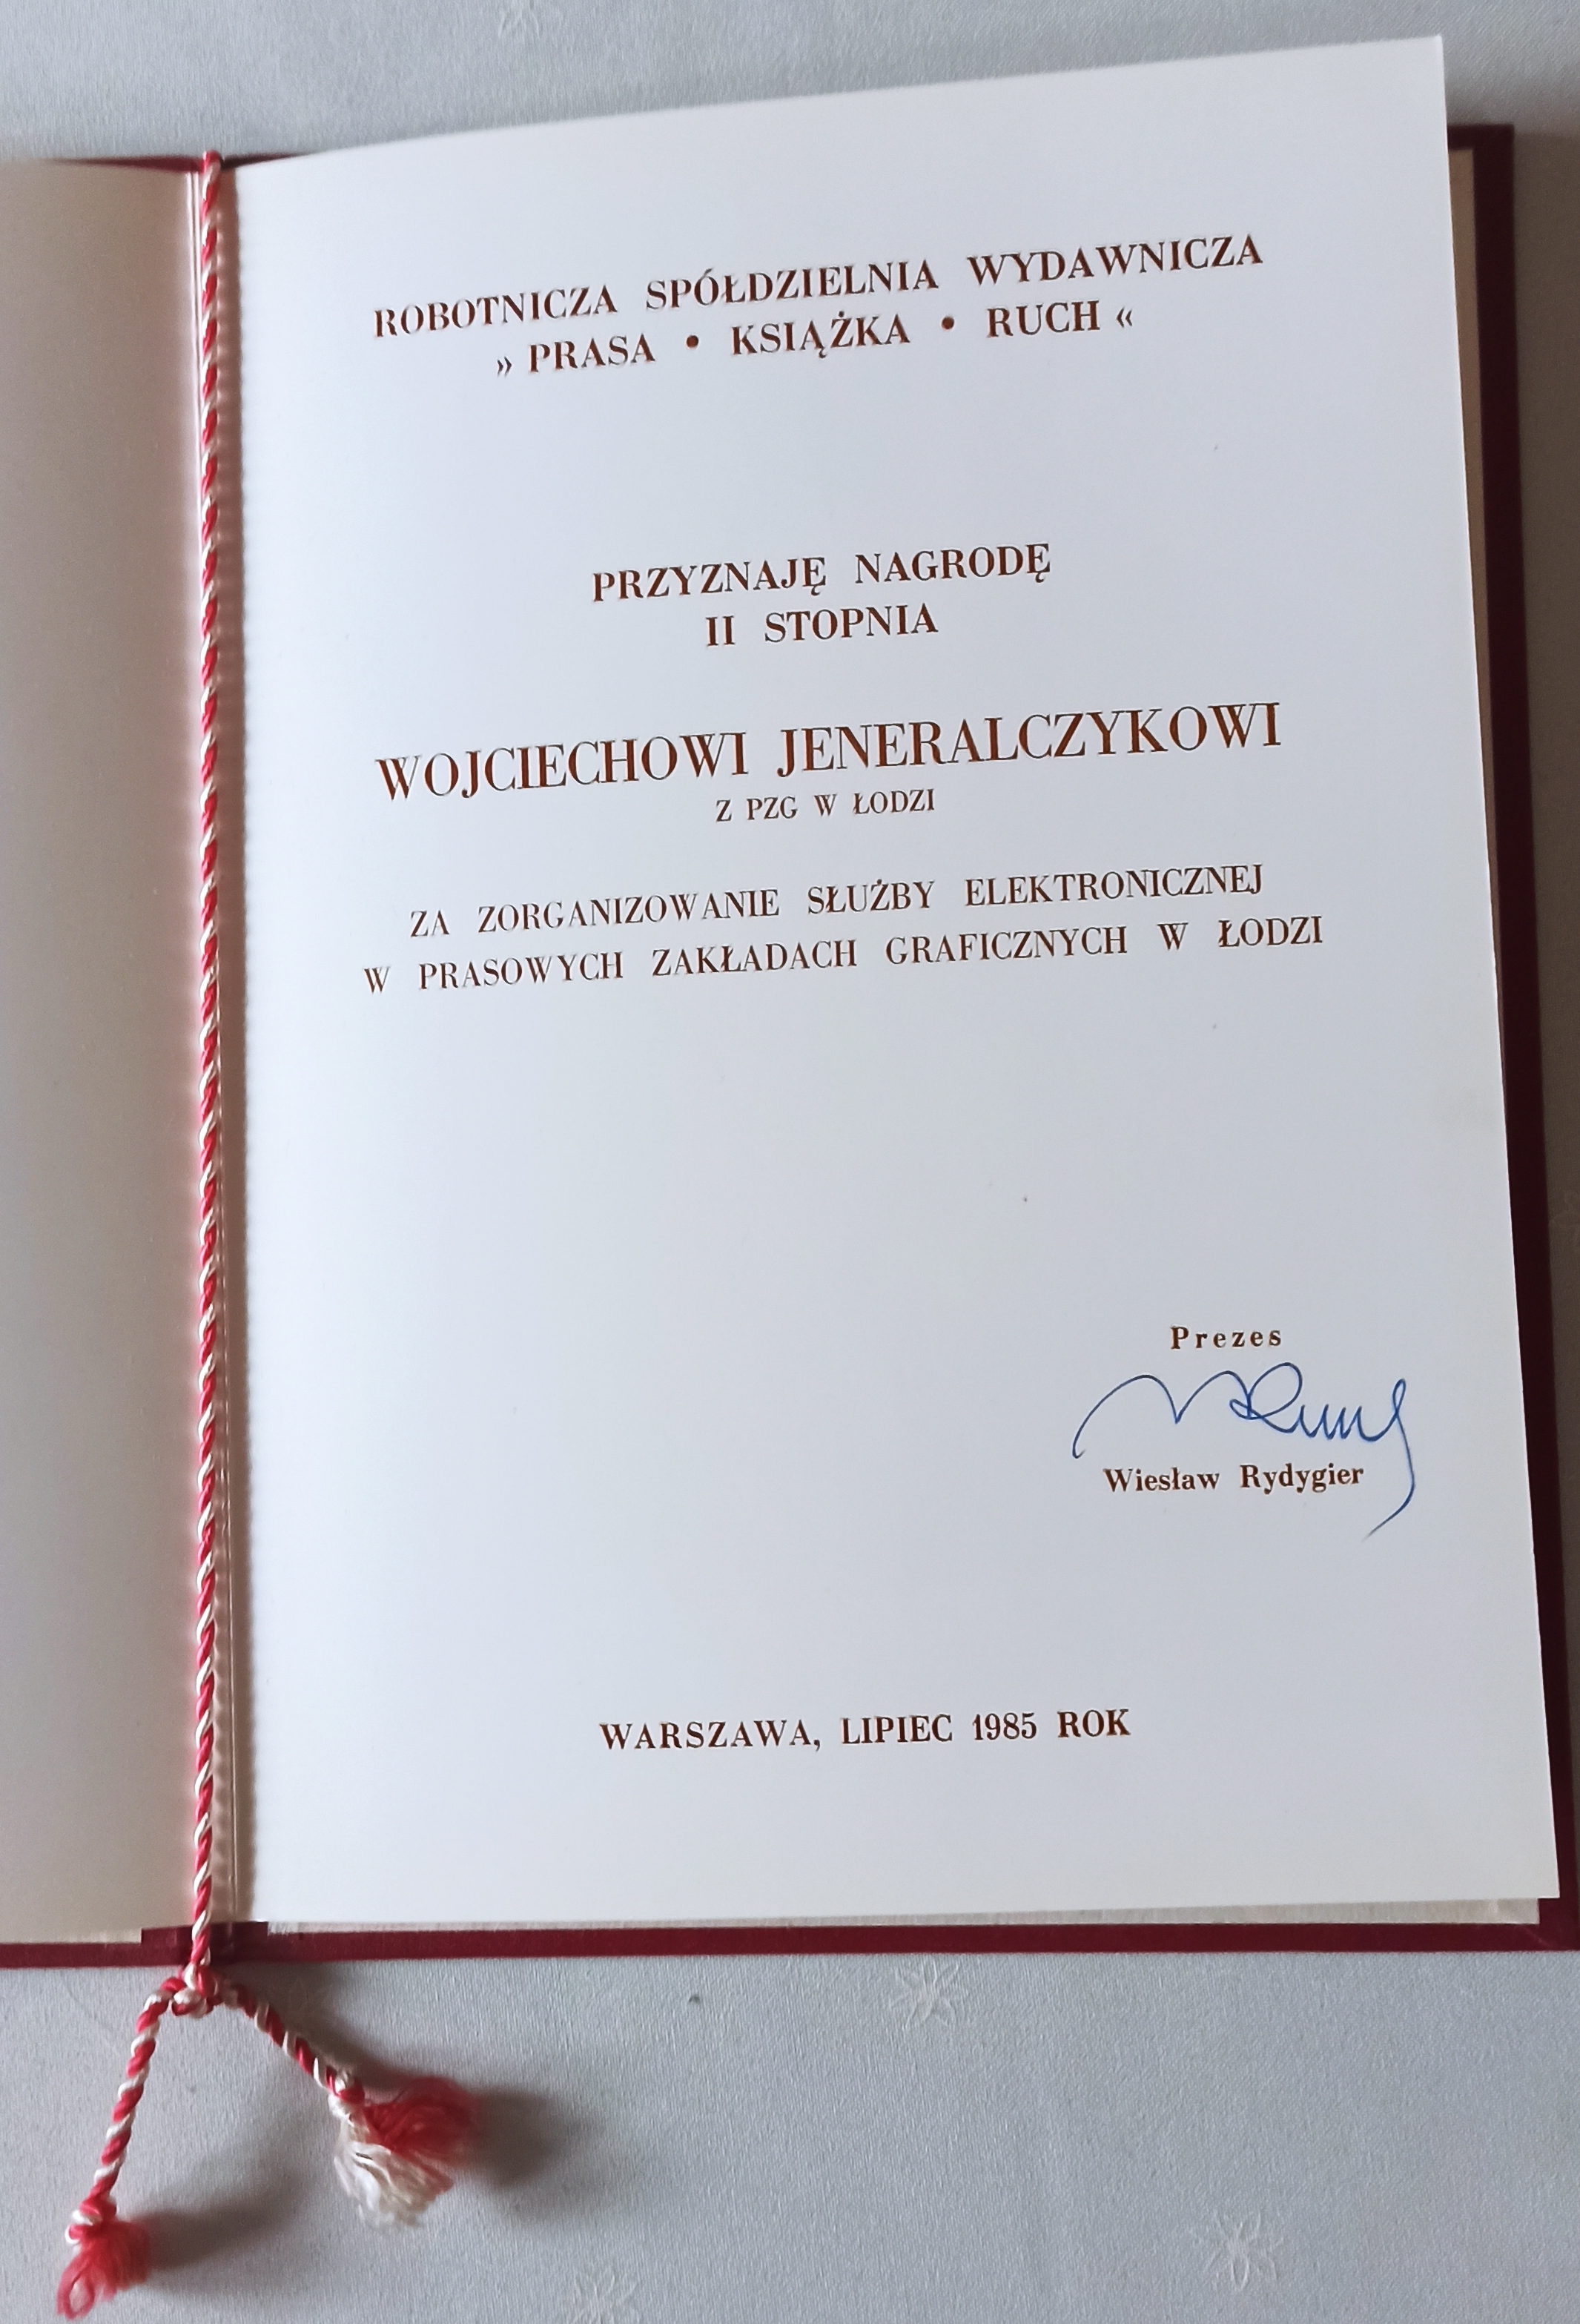 ROBOTNICZA SPÓŁDZIELNIA WYDAWNICZA
» PRASA • KSIĄŻKA • RUCH «
PRZYZNAJĘ NAGRODĘ
II STOPNIA
WOJCIECHOWI JENERALCZYKOWI
Z PZG W ŁODZI
ZA ZORGANIZOWANIE SŁUŻBY ELEKTRONICZNEJ
W PRASOWYCH ZAKŁADACH GRAFICZNYCH W ŁODZI
Prezes
Wiesław Rydygier
WARSZAWA, LIPIEC 1985 ROK